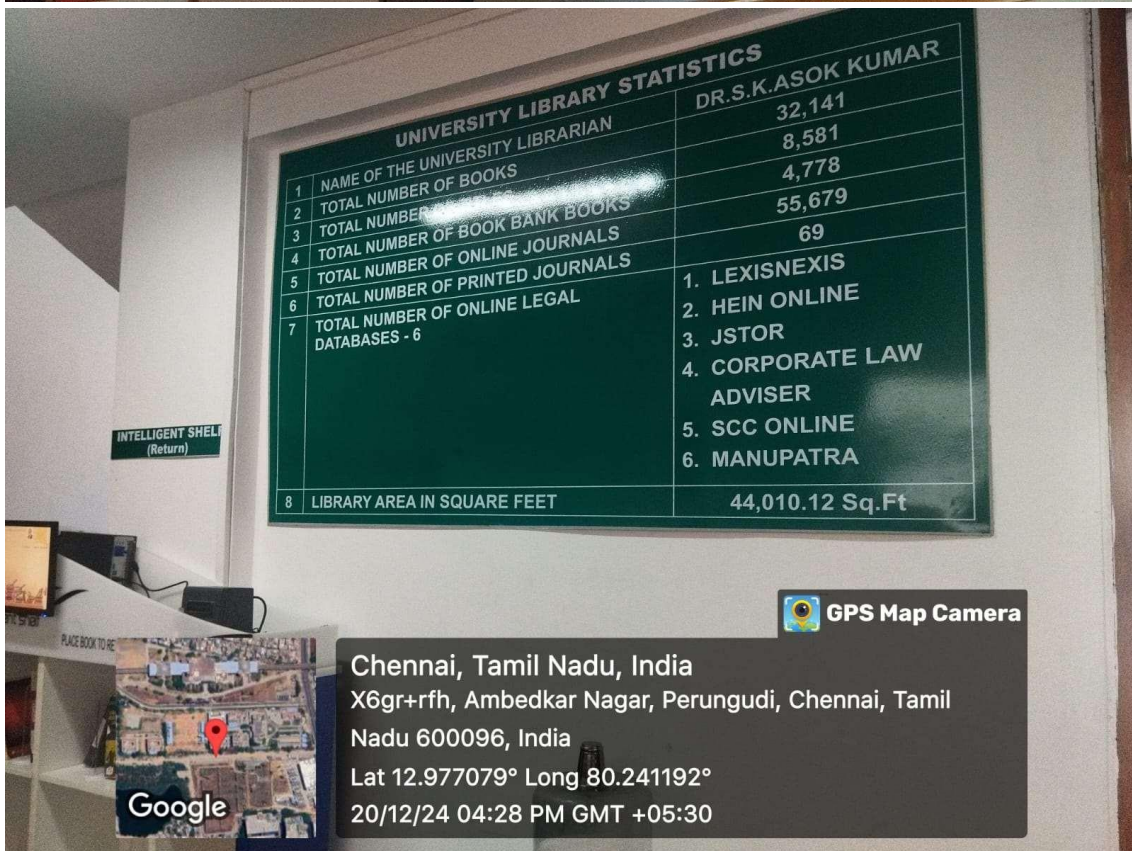 UNIVERSITY LIBRARY STATISTICS
1 NAME OF THE UNIVERSITY LIBRARIAN DR.S.K.ASOK KUMAR
2 TOTAL NUMBER OF BOOKS 32,141
3 TOTAL NUMBER 8,581
4 TOTAL NUMBER OF BOOK BANK BOOKS 4,778
5 TOTAL NUMBER OF ONLINE JOURNALS 55,679
6 TOTAL NUMBER OF PRINTED JOURNALS 69
7 TOTAL NUMBER OF ONLINE LEGAL
DATABASES - 6
1. LEXISNEXIS
2. HEIN ONLINE
3. JSTOR
4. CORPORATE LAW
ADVISER
5. SCC ONLINE
6. MANUPATRA
8 LIBRARY AREA IN SQUARE FEET 44,010.12 Sq.Ft
INTELLIGENT SHELF
(Return)
PLACE BOOK TO RE
GPS Map Camera
Chennai, Tamil Nadu, India
X6gr+rfh, Ambedkar Nagar, Perungudi, Chennai, Tamil
Nadu 600096, India
Lat 12.977079° Long 80.241192°
20/12/24 04:28 PM GMT +05:30
Google